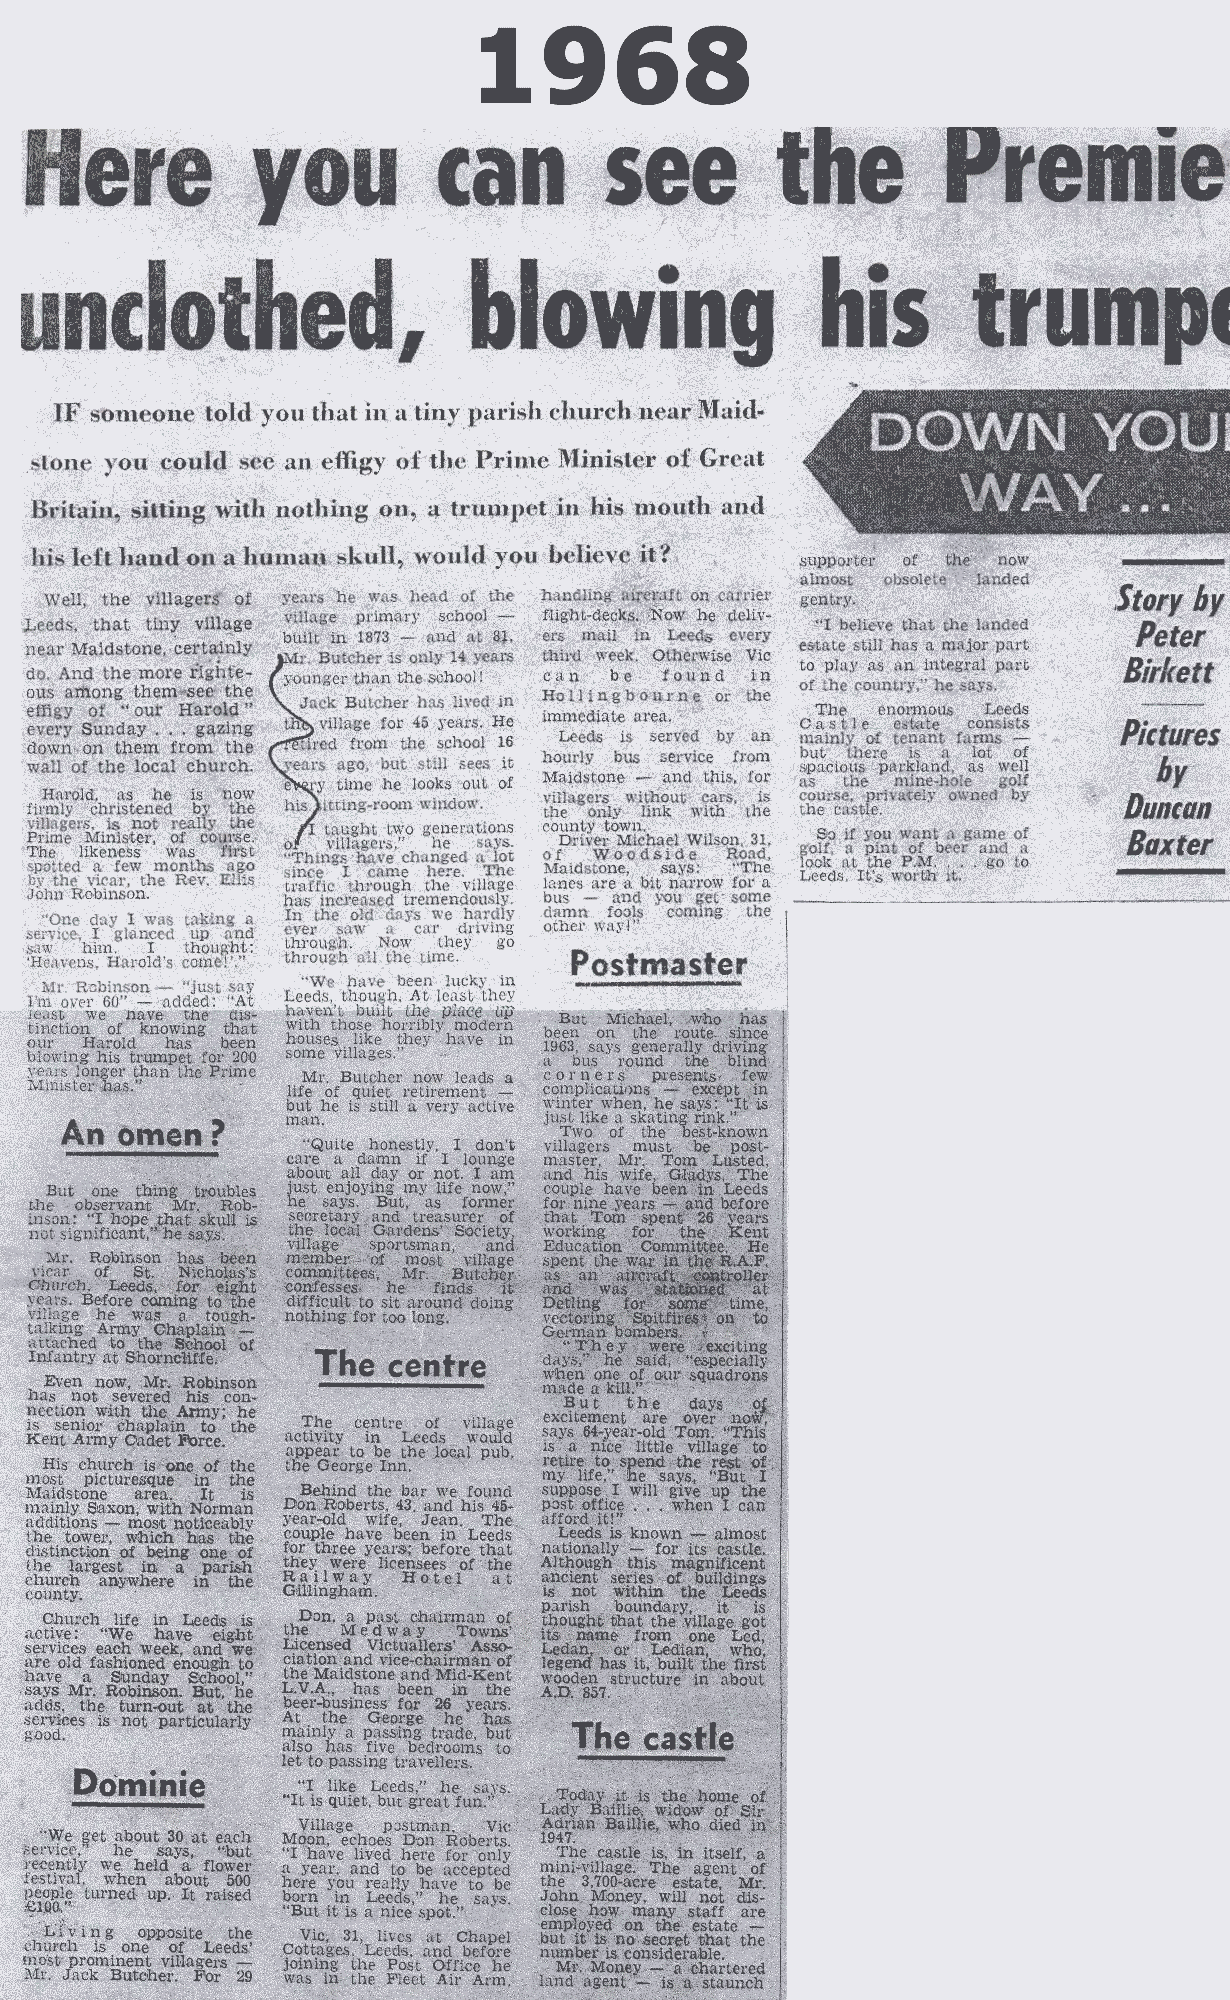 1968
Here you can see the Premie
unclothed, blowing his trumpe
IF someone told you that in a tiny parish church near Maid-
stone you could see an effigy of the Prime Minister of Great
Britain, sitting with nothing on, a trumpet in his mouth and
his left hand on a human skull, would you believe it?
Well, the villagers of
Leeds, that tiny village
near Maidstone, certainly
do. And the more righte-
ous among them see the
effigy of "our Harold"
every Sunday . . . gazing
down on them from the
wall of the local church.
Harold, as he is now
firmly christened by the
villagers, is not really the
Prime Minister, of course.
The likeness was first
spotted a few months ago
by the vicar, the Rev. Ellis
John Robinson.
"One day I was taking a
service, I glanced up and
saw him. I thought:
'Heavens, Harold's come!'."
Mr. Robinson — "just say
I'm over 60" — added: "At
least we have the dis-
tinction of knowing that
our Harold has been
blowing his trumpet for 200
years longer than the Prime
Minister has."
An omen?
But one thing troubles
the observant Mr. Rob-
inson: "I hope that skull is
not significant," he says.
Mr. Robinson has been
vicar of St. Nicholas's
Church, Leeds, for eight
years. Before coming to the
village he was a tough-
talking Army Chaplain —
attached to the School of
Infantry at Shorncliffe.
Even now, Mr. Robinson
has not severed his con-
nection with the Army; he
is senior chaplain to the
Kent Army Cadet Force.
His church is one of the
most picturesque in the
Maidstone area. It is
mainly Saxon, with Norman
additions — most noticeably
the tower, which has the
distinction of being one of
the largest in a parish
church anywhere in the
county.
Church life in Leeds is
active: "We have eight
services each week, and we
are old fashioned enough to
have a Sunday School,"
says Mr. Robinson. But, he
adds, the turn-out at the
services is not particularly
good.
Dominie
"We get about 30 at each
service," he says, "but
recently we held a flower
festival, when about 500
people turned up. It raised
£100."
Living opposite the
church is one of Leeds'
most prominent villagers —
Mr. Jack Butcher. For 29
years he was head of the
village primary school —
built in 1873 — and at 81,
Mr. Butcher is only 14 years
younger than the school!
Jack Butcher has lived in
the village for 45 years. He
retired from the school 16
years ago, but still sees it
every time he looks out of
his sitting-room window.
"I taught two generations
of villagers," he says.
"Things have changed a lot
since I came here. The
traffic through the village
has increased tremendously.
In the old days we hardly
ever saw a car driving
through. Now they go
through all the time.
"We have been lucky in
Leeds, though. At least they
haven't built the place up
with those horribly modern
houses like they have in
some villages."
Mr. Butcher now leads a
life of quiet retirement —
but he is still a very active
man.
"Quite honestly, I don't
care a damn if I lounge
about all day or not. I am
just enjoying my life now,"
he says. But, as former
secretary and treasurer of
the local Gardens' Society,
village sportsman, and
member of most village
committees, Mr. Butcher
confesses he finds it
difficult to sit around doing
nothing for too long.
The centre
The centre of village
activity in Leeds would
appear to be the local pub,
the George Inn.
Behind the bar we found
Don Roberts, 43, and his 45-
year-old wife, Jean. The
couple have been in Leeds
for three years; before that
they were licensees of the
Railway Hotel at
Gillingham.
Don, a past chairman of
the Medway Towns'
Licensed Victuallers' Asso-
ciation and vice-chairman of
the Maidstone and Mid-Kent
L.V.A., has been in the
beer-business for 26 years.
At the George he has
mainly a passing trade, but
also has five bedrooms to
let to passing travellers.
"I like Leeds," he says.
"It is quiet, but great fun."
Village postman, Vic
Moon, echoes Don Roberts.
"I have lived here for only
a year, and to be accepted
here you really have to be
born in Leeds," he says.
"But it is a nice spot."
Vic, 31, lives at Chapel
Cottages, Leeds, and before
joining the Post Office he
was in the Fleet Air Arm,
handling aircraft on carrier
flight-decks. Now he deliv-
ers mail in Leeds every
third week. Otherwise Vic
can be found in
Hollingbourne or the
immediate area.
Leeds is served by an
hourly bus service from
Maidstone — and this, for
villagers without cars, is
the only link with the
county town.
Driver Michael Wilson, 31,
of Woodside Road,
Maidstone, says: "The
lanes are a bit narrow for a
bus — and you get some
damn fools coming the
other way!"
Postmaster
But Michael, who has
been on the route since
1963, says generally driving
a bus round the blind
corners presents few
complications — except in
winter when, he says: "It is
just like a skating rink."
Two of the best-known
villagers must be post-
master, Mr. Tom Lusted,
and his wife, Gladys. The
couple have been in Leeds
for nine years — and before
that Tom spent 26 years
working for the Kent
Education Committee. He
spent the war in the R.A.F.
as an aircraft controller
and was stationed at
Detling for some time,
vectoring Spitfires on to
German bombers.
"They were exciting
days," he said, "especially
when one of our squadrons
made a kill."
But the days of
excitement are over now,
says 64-year-old Tom. "This
is a nice little village to
retire to spend the rest of
my life," he says, "But I
suppose I will give up the
post office . . . when I can
afford it!"
Leeds is known — almost
nationally — for its castle.
Although this magnificent
ancient series of buildings
is not within the Leeds
parish boundary, it is
thought that the village got
its name from one Led,
Ledan, or Ledian, who,
legend has it, built the first
wooden structure in about
A.D. 857.
The castle
Today it is the home of
Lady Baillie, widow of Sir
Adrian Baillie, who died in
1947.
The castle is, in itself, a
mini-village. The agent of
the 3,700-acre estate, Mr.
John Money, will not dis-
close how many staff are
employed on the estate —
but it is no secret that the
number is considerable.
Mr. Money — a chartered
land agent — is a staunch
DOWN YOU
WAY ...
supporter of the now
almost obsolete landed
gentry.
"I believe that the landed
estate still has a major part
to play as an integral part
of the country," he says.
The enormous Leeds
Castle estate consists
mainly of tenant farms —
but there is a lot of
spacious parkland, as well
as the mine-hole golf
course, privately owned by
the castle.
So if you want a game of
golf, a pint of beer and a
look at the P.M. . . . go to
Leeds. It's worth it.
Story by
Peter
Birkett
Pictures
by
Duncan
Baxter